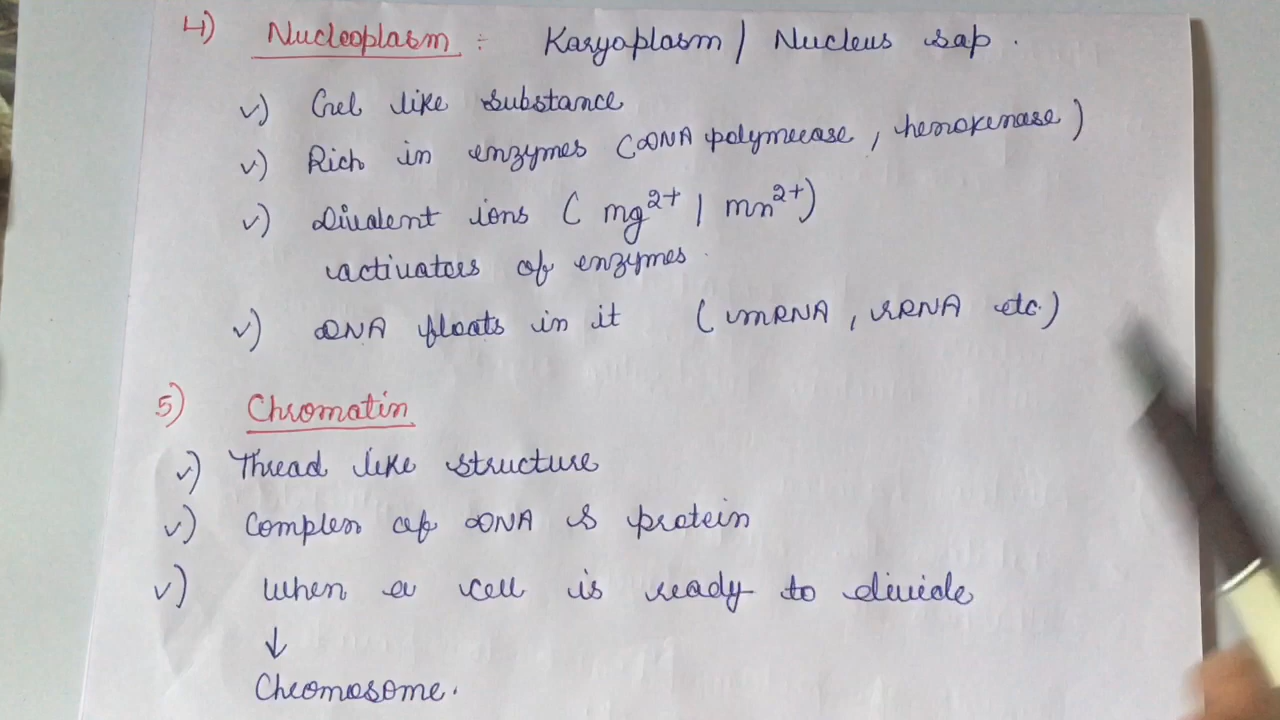 4) Nucleoplasm : Karyoplasm / Nucleus sap .
✓) Gel like substance
✓) Rich in enzymes (DNA polymerase, hemokenase)
✓) Divalent ions ( mg2+ / mn2+)
activators of enzymes .
✓) DNA floats in it ( mRNA , rRNA etc.)
5) Chromatin
✓) Thread like structure
✓) Complex of DNA & protein
✓) When a cell is ready to divide
↓
Chromosome.